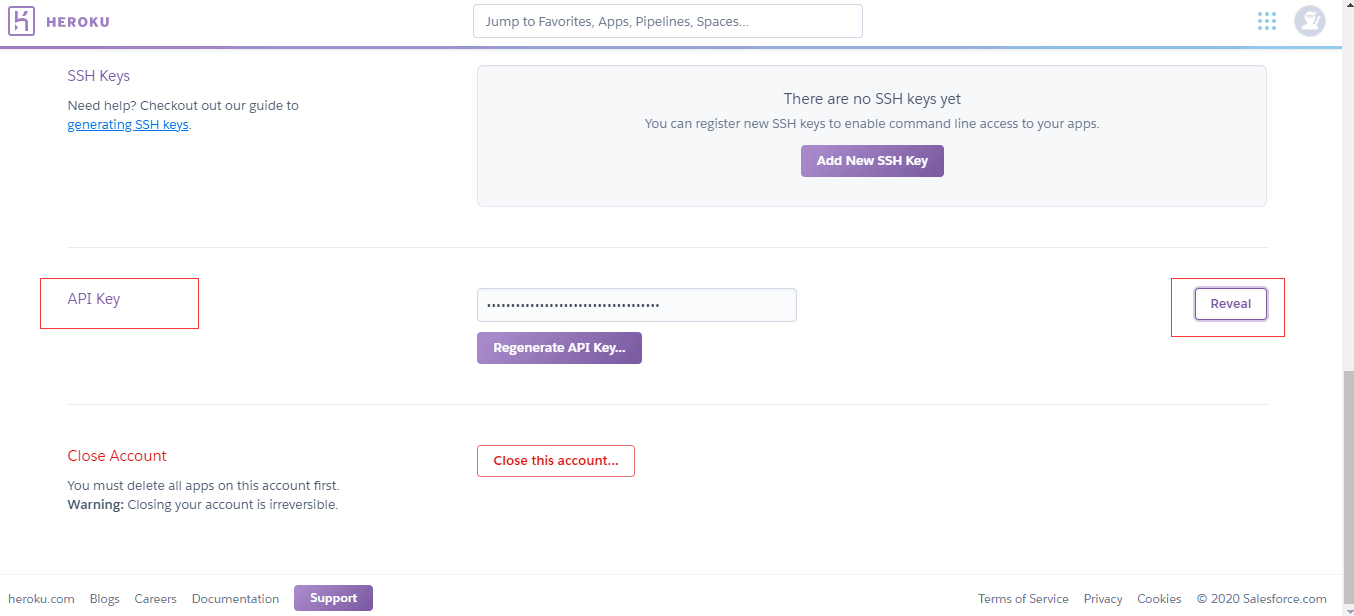 HEROKU
Jump to Favorites, Apps, Pipelines, Spaces...
SSH Keys
Need help? Checkout out our guide to
generating SSH keys.
There are no SSH keys yet
You can register new SSH keys to enable command line access to your apps.
Add New SSH Key
API Key
••••••••••••••••••••••••••••••••••••
Reveal
Regenerate API Key...
Close Account
You must delete all apps on this account first.
Warning: Closing your account is irreversible.
Close this account...
heroku.com Blogs Careers Documentation Support Terms of Service Privacy Cookies © 2020 Salesforce.com